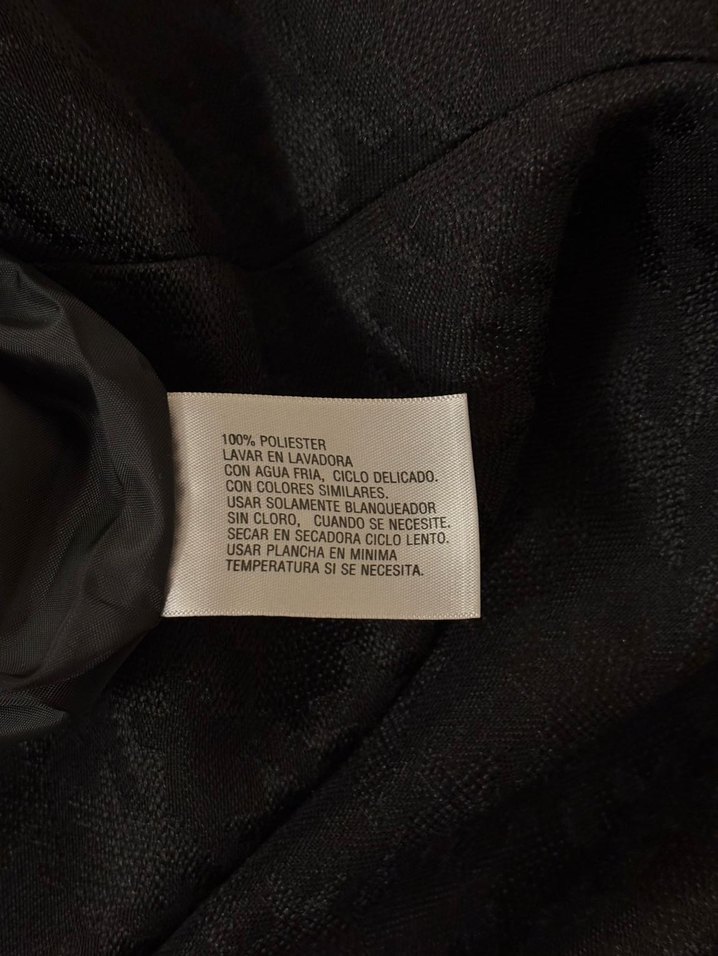 100% POLIESTER
LAVAR EN LAVADORA
CON AGUA FRIA, CICLO DELICADO.
CON COLORES SIMILARES.
USAR SOLAMENTE BLANQUEADOR
SIN CLORO, CUANDO SE NECESITE.
SECAR EN SECADORA CICLO LENTO.
USAR PLANCHA EN MINIMA
TEMPERATURA SI SE NECESITA.